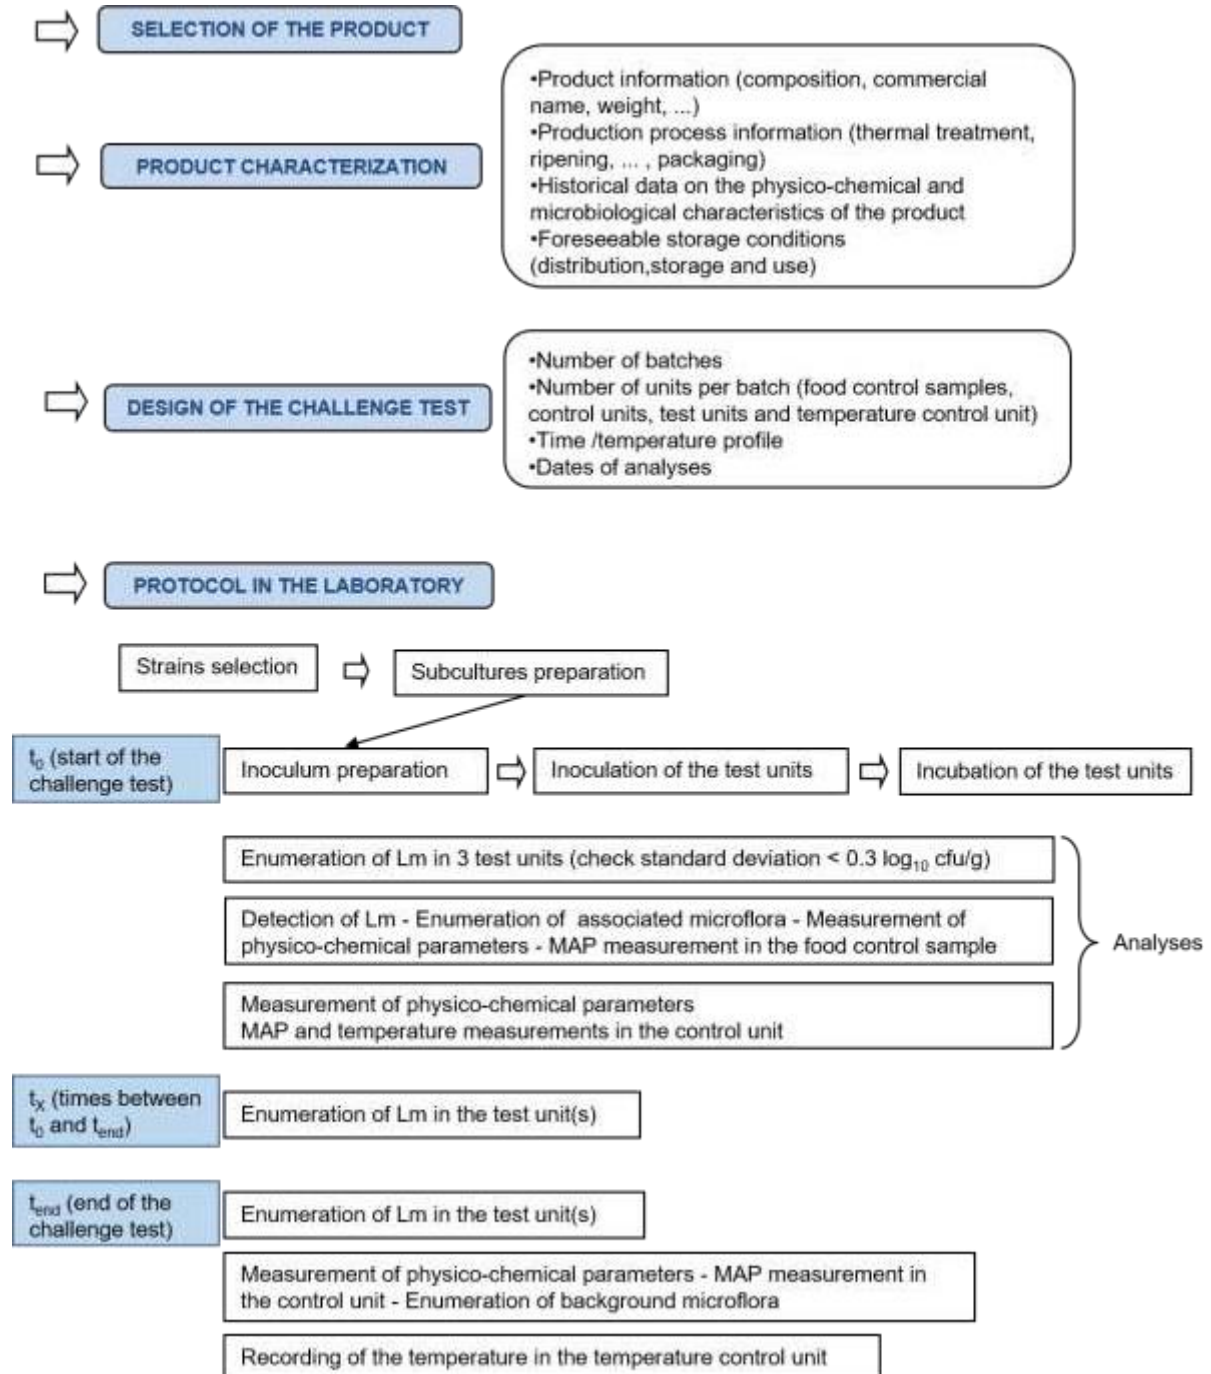 SELECTION OF THE PRODUCT
•Product information (composition, commercial
name, weight, ...)
•Production process information (thermal treatment,
ripening, ... , packaging)
•Historical data on the physico-chemical and
microbiological characteristics of the product
•Foreseeable storage conditions
(distribution,storage and use)
PRODUCT CHARACTERIZATION
•Number of batches
•Number of units per batch (food control samples,
control units, test units and temperature control unit)
•Time /temperature profile
•Dates of analyses
DESIGN OF THE CHALLENGE TEST
PROTOCOL IN THE LABORATORY
Strains selection
Subcultures preparation
t₀ (start of the
challenge test)
Inoculum preparation
Inoculation of the test units
Incubation of the test units
Enumeration of Lm in 3 test units (check standard deviation < 0.3 log₁₀ cfu/g)
Detection of Lm - Enumeration of associated microflora - Measurement of
physico-chemical parameters - MAP measurement in the food control sample
Measurement of physico-chemical parameters
MAP and temperature measurements in the control unit
Analyses
tₓ (times between
t₀ and tₑₙd)
Enumeration of Lm in the test unit(s)
tₑₙd (end of the
challenge test)
Enumeration of Lm in the test unit(s)
Measurement of physico-chemical parameters - MAP measurement in
the control unit - Enumeration of background microflora
Recording of the temperature in the temperature control unit